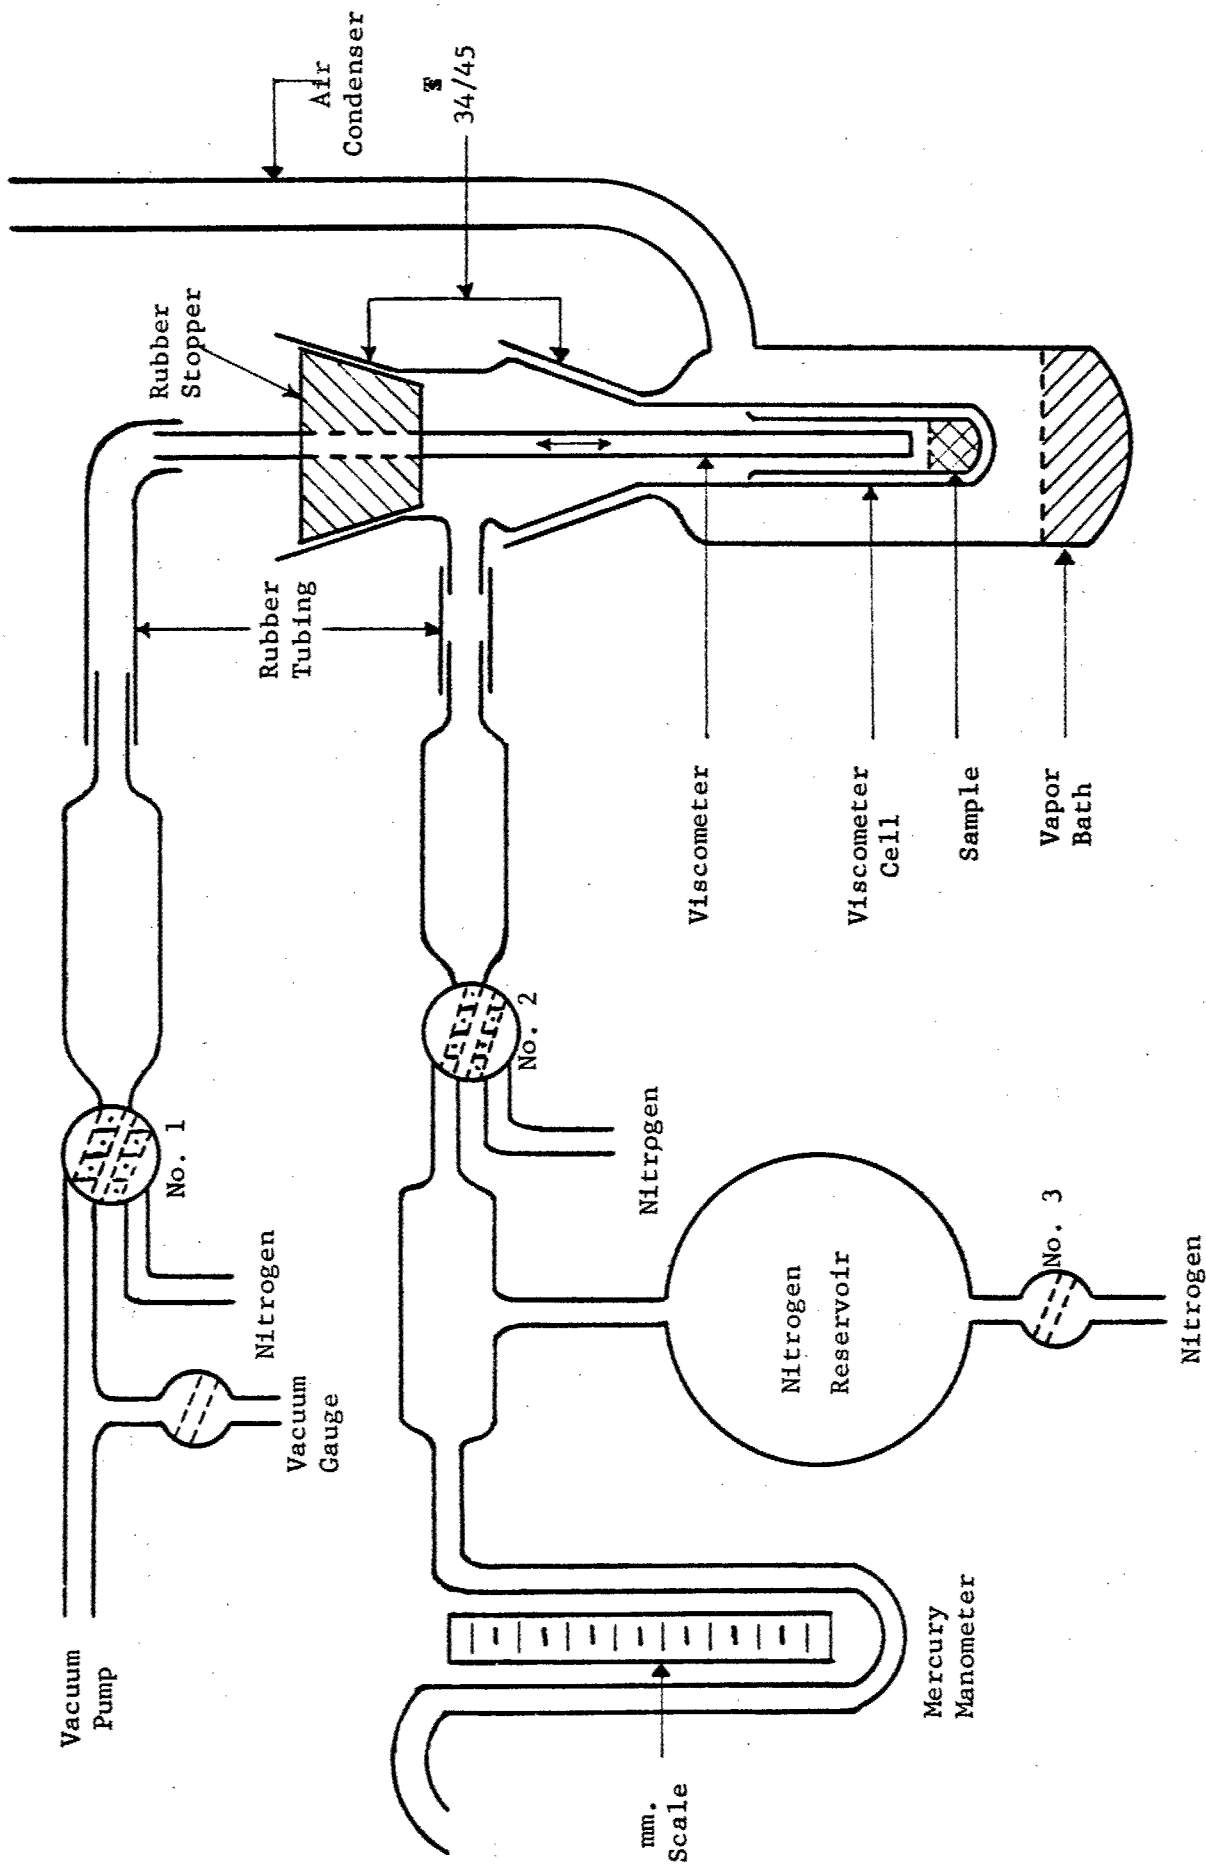 Air
Condenser
34/45
Rubber
Stopper
Rubber
Tubing
Viscometer
Viscometer
Cell
Sample
Vapor
Bath
No. 1
No. 2
Nitrogen
Nitrogen
Vacuum
Gauge
Nitrogen
Reservoir
No. 3
Nitrogen
Vacuum
Pump
Mercury
Manometer
mm.
Scale